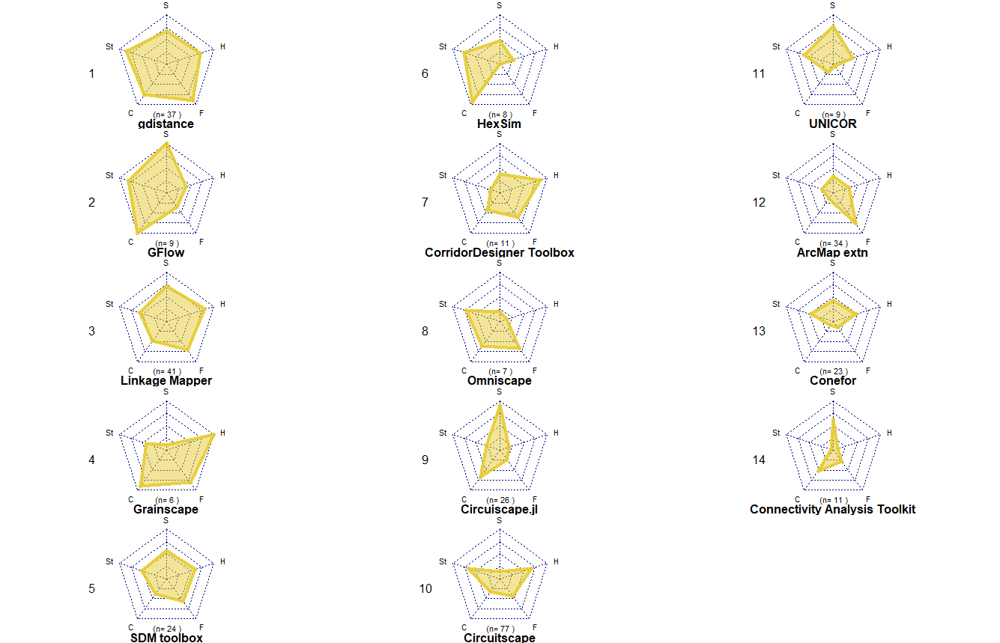 S
St H
1
C (n= 37 ) F
gdistance
S
St H
6
C (n= 8 ) F
HexSim
S
St H
11
C (n= 9 ) F
UNICOR
S
St H
2
C (n= 9 ) F
GFlow
S
St H
7
C (n= 11 ) F
CorridorDesigner Toolbox
S
St H
12
C (n= 34 ) F
ArcMap extn
S
St H
3
C (n= 41 ) F
Linkage Mapper
S
St H
8
C (n= 7 ) F
Omniscape
S
St H
13
C (n= 23 ) F
Conefor
S
St H
4
C (n= 6 ) F
Grainscape
S
St H
9
C (n= 26 ) F
Circuiscape.jl
S
St H
14
C (n= 11 ) F
Connectivity Analysis Toolkit
S
St H
5
C (n= 24 ) F
SDM toolbox
S
St H
10
C (n= 77 ) F
Circuitscape